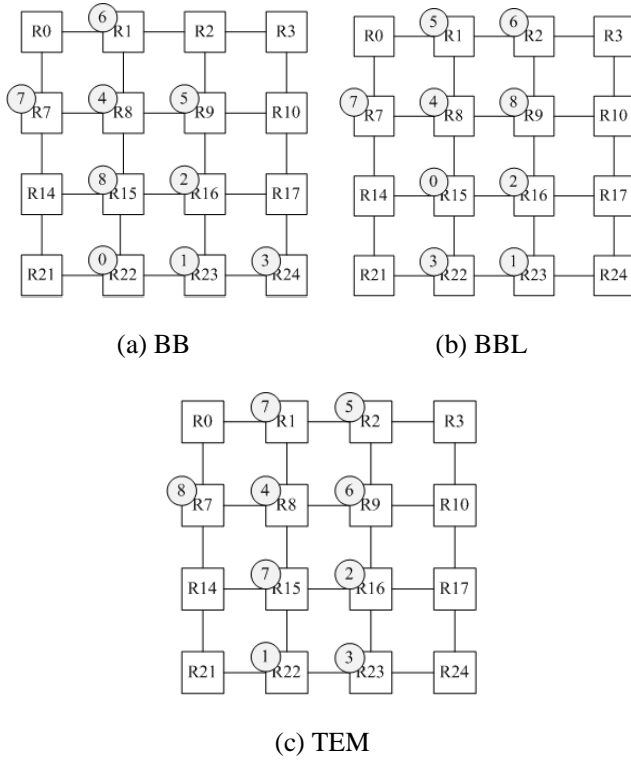 6 5 6
R0 R1 R2 R3 R0 R1 R2 R3
7 4 5 7 4 8
R7 R8 R9 R10 R7 R8 R9 R10
8 2 0 2
R14 R15 R16 R17 R14 R15 R16 R17
0 1 3 3 1
R21 R22 R23 R24 R21 R22 R23 R24
(a) BB (b) BBL
7 5
R0 R1 R2 R3
8 4 6
R7 R8 R9 R10
7 2
R14 R15 R16 R17
1 3
R21 R22 R23 R24
(c) TEM